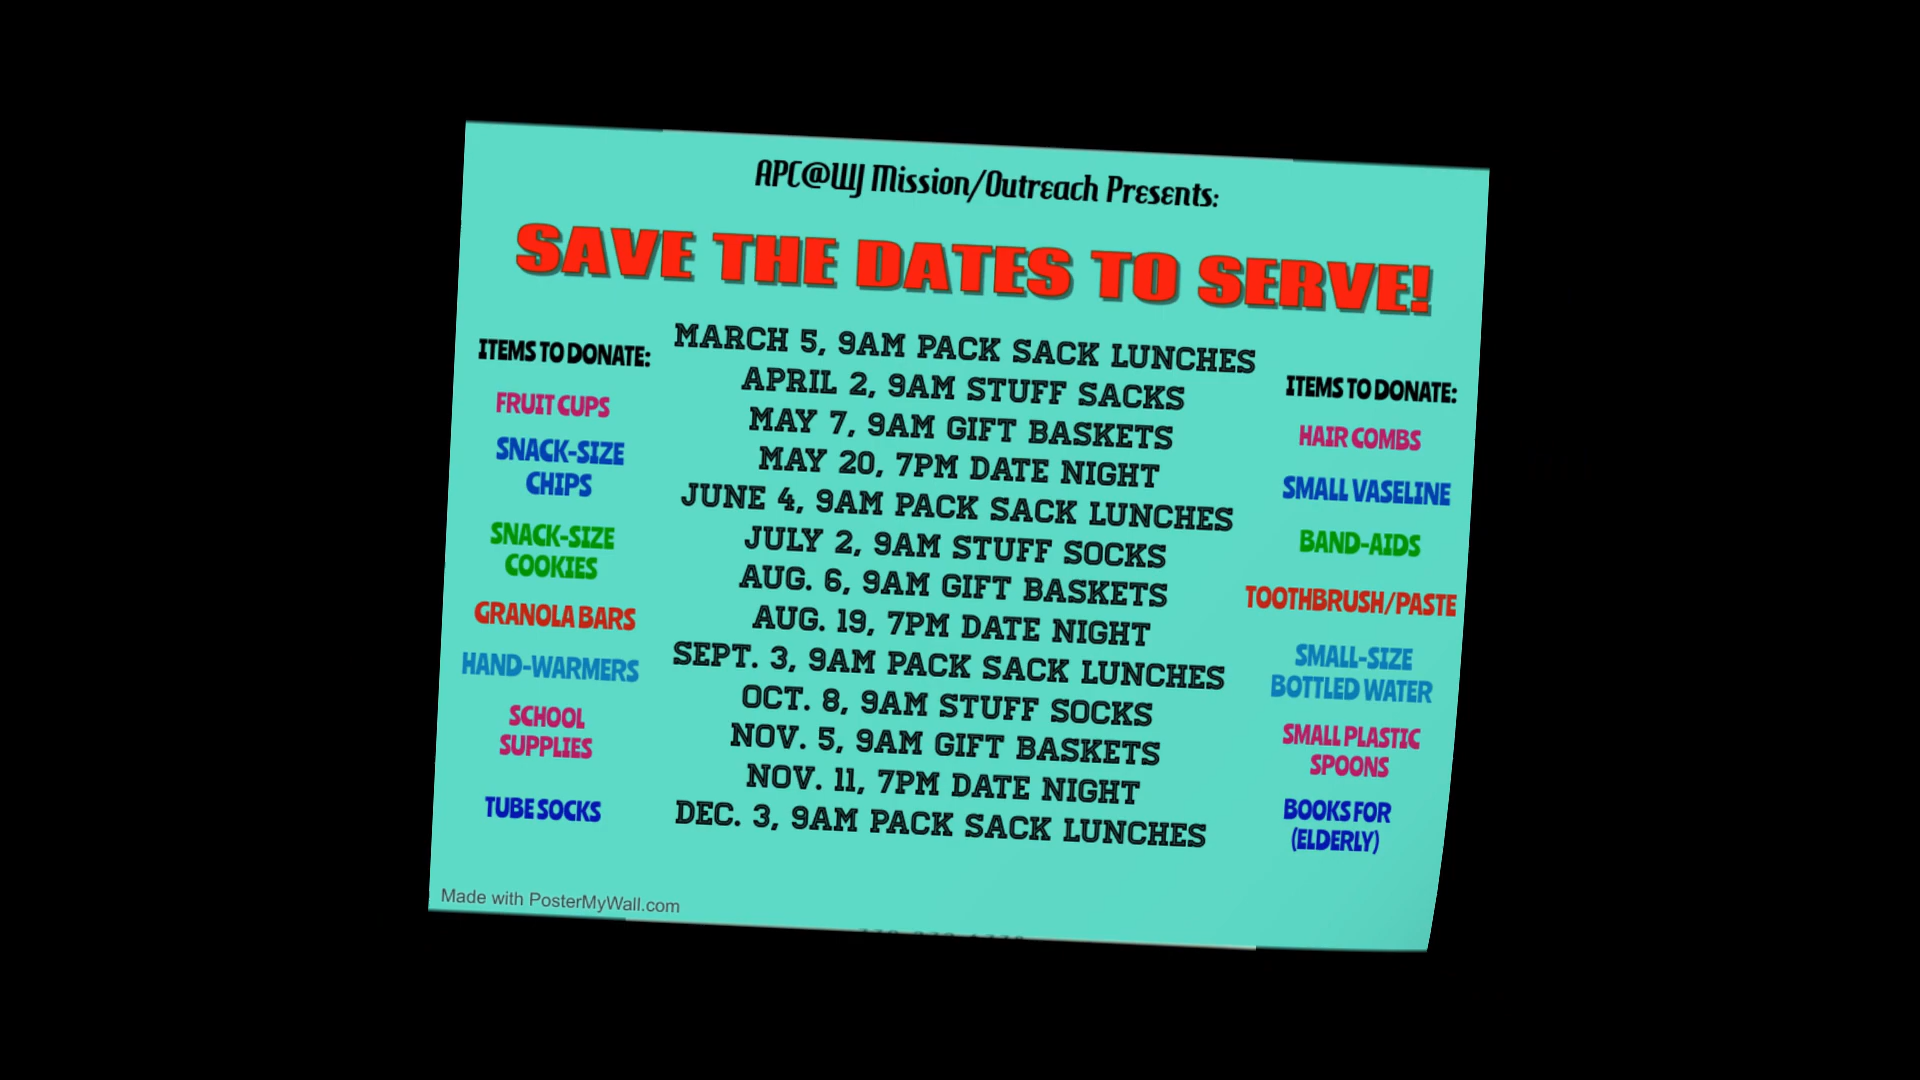 APC@WJ Mission/Outreach Presents:
SAVE THE DATES TO SERVE!
ITEMS TO DONATE:
FRUIT CUPS
SNACK-SIZE
CHIPS
SNACK-SIZE
COOKIES
GRANOLA BARS
HAND-WARMERS
SCHOOL
SUPPLIES
TUBE SOCKS
MARCH 5, 9AM PACK SACK LUNCHES
APRIL 2, 9AM STUFF SACKS
MAY 7, 9AM GIFT BASKETS
MAY 20, 7PM DATE NIGHT
JUNE 4, 9AM PACK SACK LUNCHES
JULY 2, 9AM STUFF SOCKS
AUG. 6, 9AM GIFT BASKETS
AUG. 19, 7PM DATE NIGHT
SEPT. 3, 9AM PACK SACK LUNCHES
OCT. 8, 9AM STUFF SOCKS
NOV. 5, 9AM GIFT BASKETS
NOV. 11, 7PM DATE NIGHT
DEC. 3, 9AM PACK SACK LUNCHES
ITEMS TO DONATE:
HAIR COMBS
SMALL VASELINE
BAND-AIDS
TOOTHBRUSH/PASTE
SMALL-SIZE
BOTTLED WATER
SMALL PLASTIC
SPOONS
BOOKS FOR
(ELDERLY)
Made with PosterMyWall.com